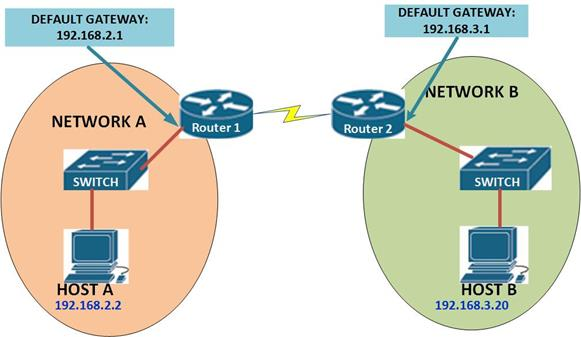 DEFAULT GATEWAY:
192.168.2.1
DEFAULT GATEWAY:
192.168.3.1
NETWORK A
Router 1
SWITCH
HOST A
192.168.2.2
NETWORK B
Router 2
SWITCH
HOST B
192.168.3.20